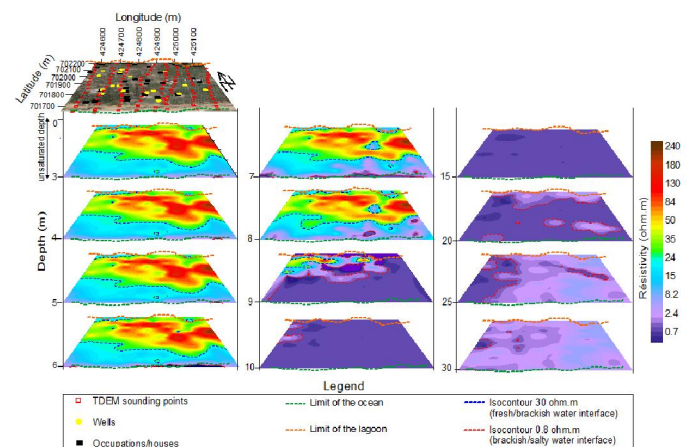 Longitude (m)
424600
424700
424800
424900
425000
425100
Latitude (m)
702200
702100
702000
701900
701800
701700
N
unsaturated depth
Depth (m)
0
3
4
5
6
7
8
9
10
15
20
25
30
240
180
130
84
50
35
24
15
6.2
2.4
0.7
Résistivity (ohm.m)
Legend
TDEM sounding points
Wells
Occupations/houses
Limit of the ocean
Limit of the lagoon
Isocontour 30 ohm.m
(fresh/brackish water interface)
Isocontour 0.8 ohm.m
(brackish/salty water interface)